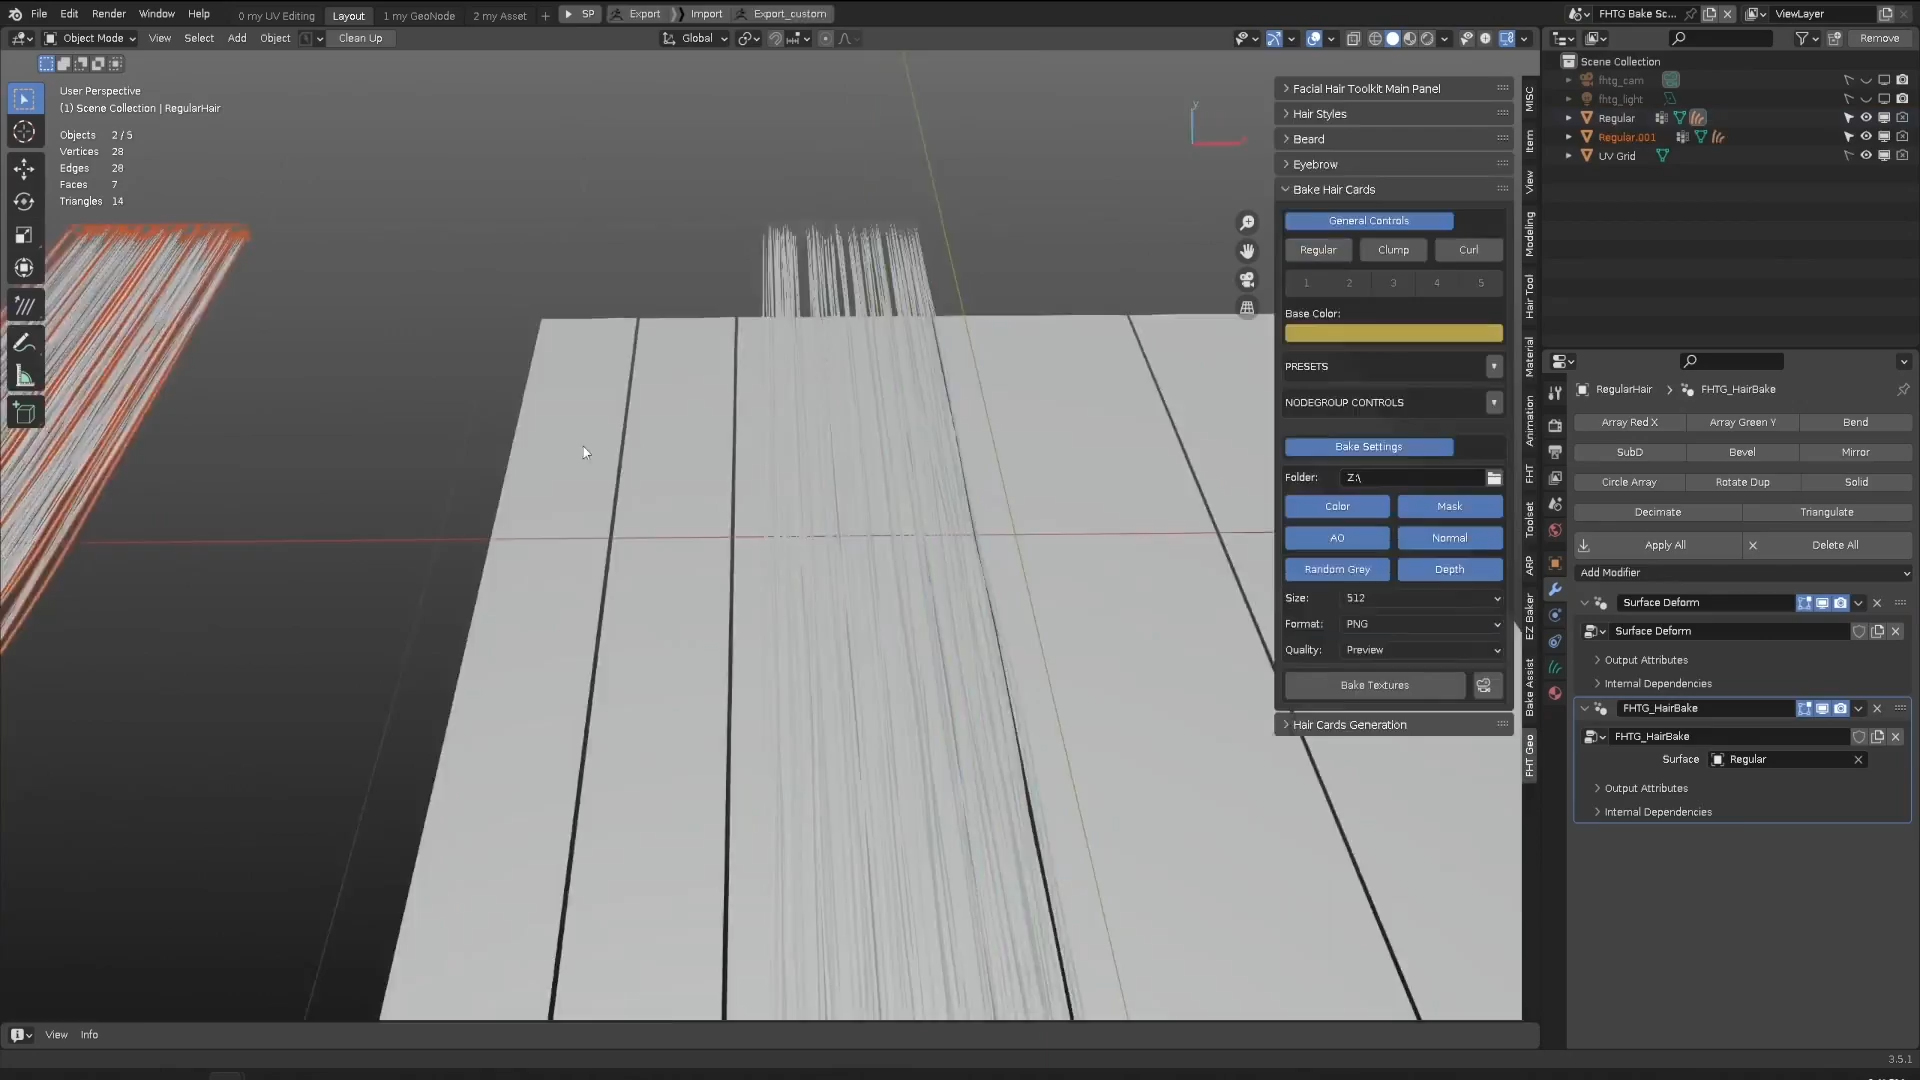 File Edit Render Window Help 0 my UV Editing Layout 1 my GeoNode 2 my Asset + SP Export Import Export_custom FHTG Bake Sc... ViewLayer
Object Mode View Select Add Object Clean Up Global Remove
User Perspective
(1) Scene Collection | RegularHair
Objects 2 / 5
Vertices 28
Edges 28
Faces 7
Triangles 14
Y
Facial Hair Toolkit Main Panel
Hair Styles
Beard
Eyebrow
Bake Hair Cards
General Controls
Regular Clump Curl
1 2 3 4 5
Base Color:
PRESETS
NODEGROUP CONTROLS
Bake Settings
Folder: Z:\
Color Mask
AO Normal
Random Grey Depth
Size: 512
Format: PNG
Quality: Preview
Bake Textures
Hair Cards Generation
MISC
Item
View
Modeling
Hair Tool
Material
Animation
FHT
Toolset
ARP
EZ Baker
Bake Assist
FHT Geo
Scene Collection
fhtg_cam
fhtg_light
Regular
Regular.001
UV Grid
RegularHair FHTG_HairBake
Array Red X Array Green Y Bend
SubD Bevel Mirror
Circle Array Rotate Dup Solid
Decimate Triangulate
Apply All Delete All
Add Modifier
Surface Deform
Surface Deform
Output Attributes
Internal Dependencies
FHTG_HairBake
FHTG_HairBake
Surface Regular
Output Attributes
Internal Dependencies
View Info
3.5.1